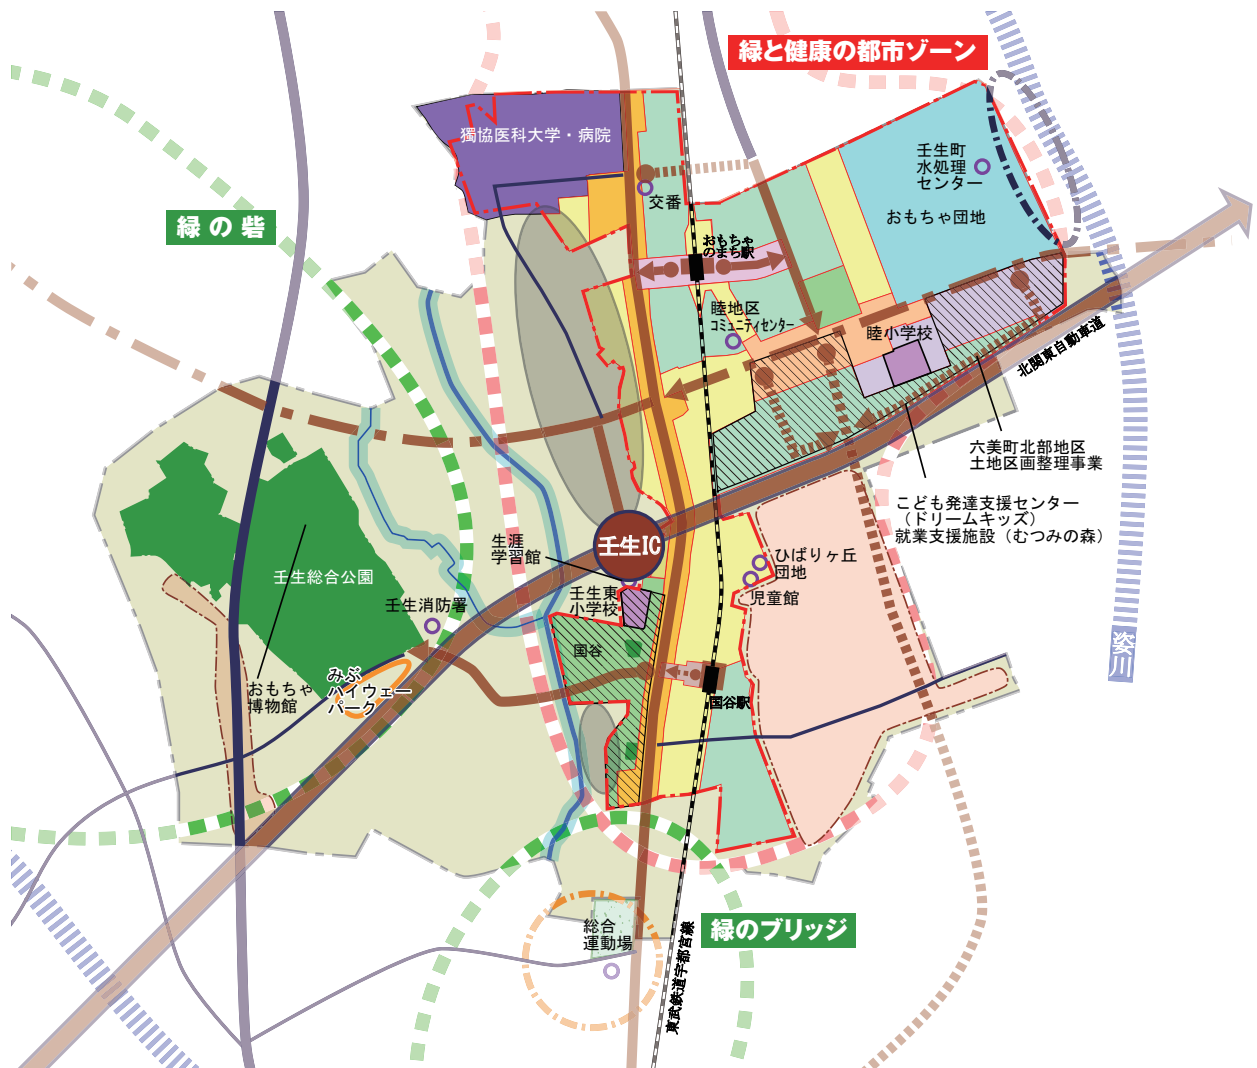 緑と健康の都市ゾーン
獨協医科大学・病院
壬生町
水処理
センター
交番
おもちゃ団地
緑の砦
おもちゃ
のまち駅
睦地区
コミュニティセンター
睦小学校
北関東自動車道
六美町北部地区
土地区画整理事業
こども発達支援センター
(ドリームキッズ)
就業支援施設(むつみの森)
生涯
学習館
壬生IC
ひばりヶ丘
団地
児童館
壬生総合公園
壬生消防署
壬生東
小学校
国谷
姿川
おもちゃ
博物館
みぶ
ハイウェー
パーク
国谷駅
緑のブリッジ
総合
運動場
東武鉄道宇都宮線